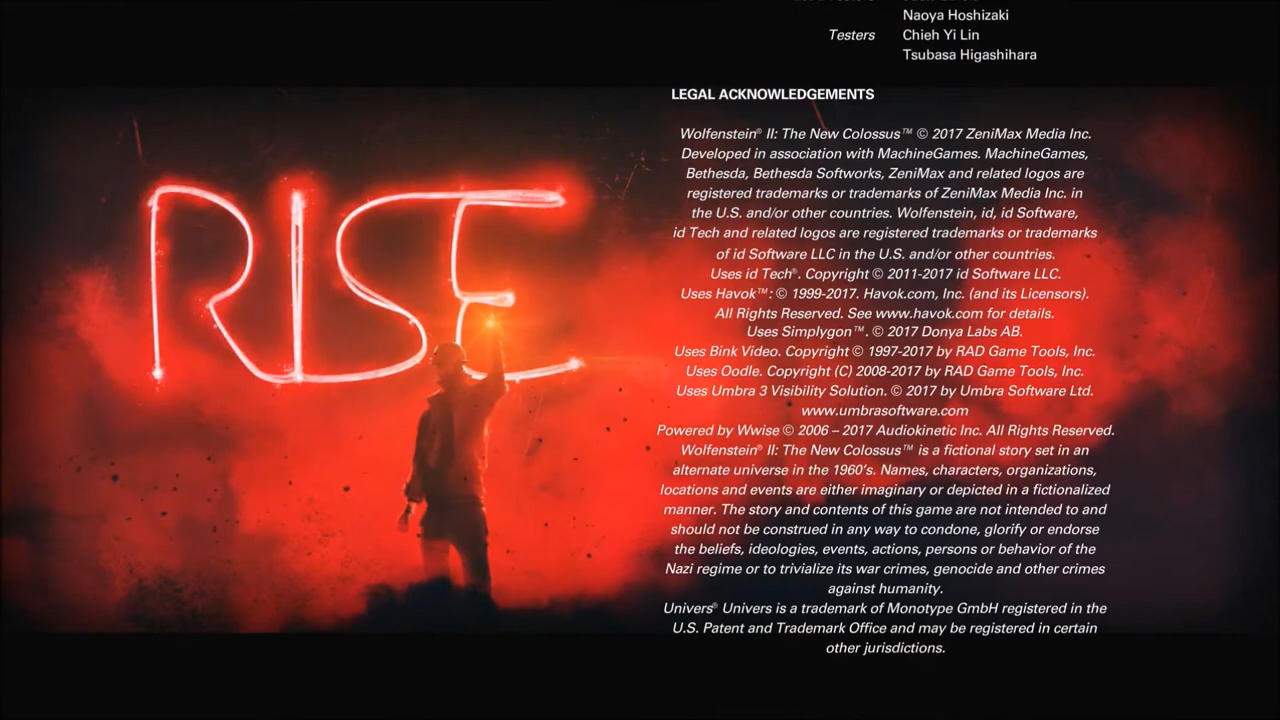 Naoya Hoshizaki
Testers Chieh Yi Lin
Tsubasa Higashihara
LEGAL ACKNOWLEDGEMENTS
RISE
Wolfenstein® II: The New Colossus™ © 2017 ZeniMax Media Inc.
Developed in association with MachineGames. MachineGames,
Bethesda, Bethesda Softworks, ZeniMax and related logos are
registered trademarks or trademarks of ZeniMax Media Inc. in
the U.S. and/or other countries. Wolfenstein, id, id Software,
id Tech and related logos are registered trademarks or trademarks
of id Software LLC in the U.S. and/or other countries.
Uses id Tech®. Copyright © 2011-2017 id Software LLC.
Uses Havok™: © 1999-2017. Havok.com, Inc. (and its Licensors).
All Rights Reserved. See www.havok.com for details.
Uses Simplygon™. © 2017 Donya Labs AB.
Uses Bink Video. Copyright © 1997-2017 by RAD Game Tools, Inc.
Uses Oodle. Copyright (C) 2008-2017 by RAD Game Tools, Inc.
Uses Umbra 3 Visibility Solution. © 2017 by Umbra Software Ltd.
www.umbrasoftware.com
Powered by Wwise © 2006 – 2017 Audiokinetic Inc. All Rights Reserved.
Wolfenstein® II: The New Colossus™ is a fictional story set in an
alternate universe in the 1960's. Names, characters, organizations,
locations and events are either imaginary or depicted in a fictionalized
manner. The story and contents of this game are not intended to and
should not be construed in any way to condone, glorify or endorse
the beliefs, ideologies, events, actions, persons or behavior of the
Nazi regime or to trivialize its war crimes, genocide and other crimes
against humanity.
Univers® Univers is a trademark of Monotype GmbH registered in the
U.S. Patent and Trademark Office and may be registered in certain
other jurisdictions.